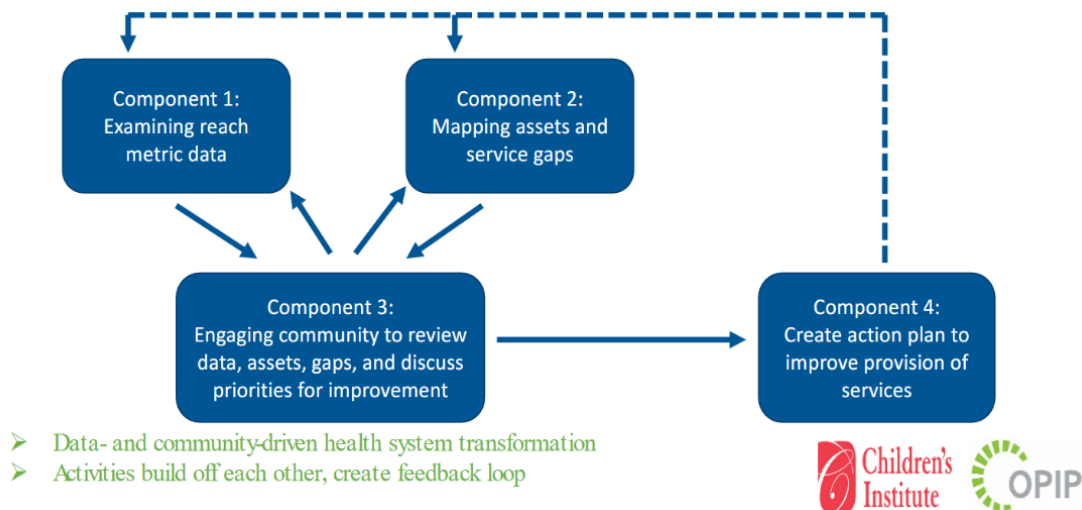 Component 1:
Examining reach
metric data
Component 2:
Mapping assets and
service gaps
Component 3:
Engaging community to review
data, assets, gaps, and discuss
priorities for improvement
Component 4:
Create action plan to
improve provision of
services
➢ Data- and community-driven health system transformation
➢ Activities build off each other, create feedback loop
Children's
Institute
OPIP